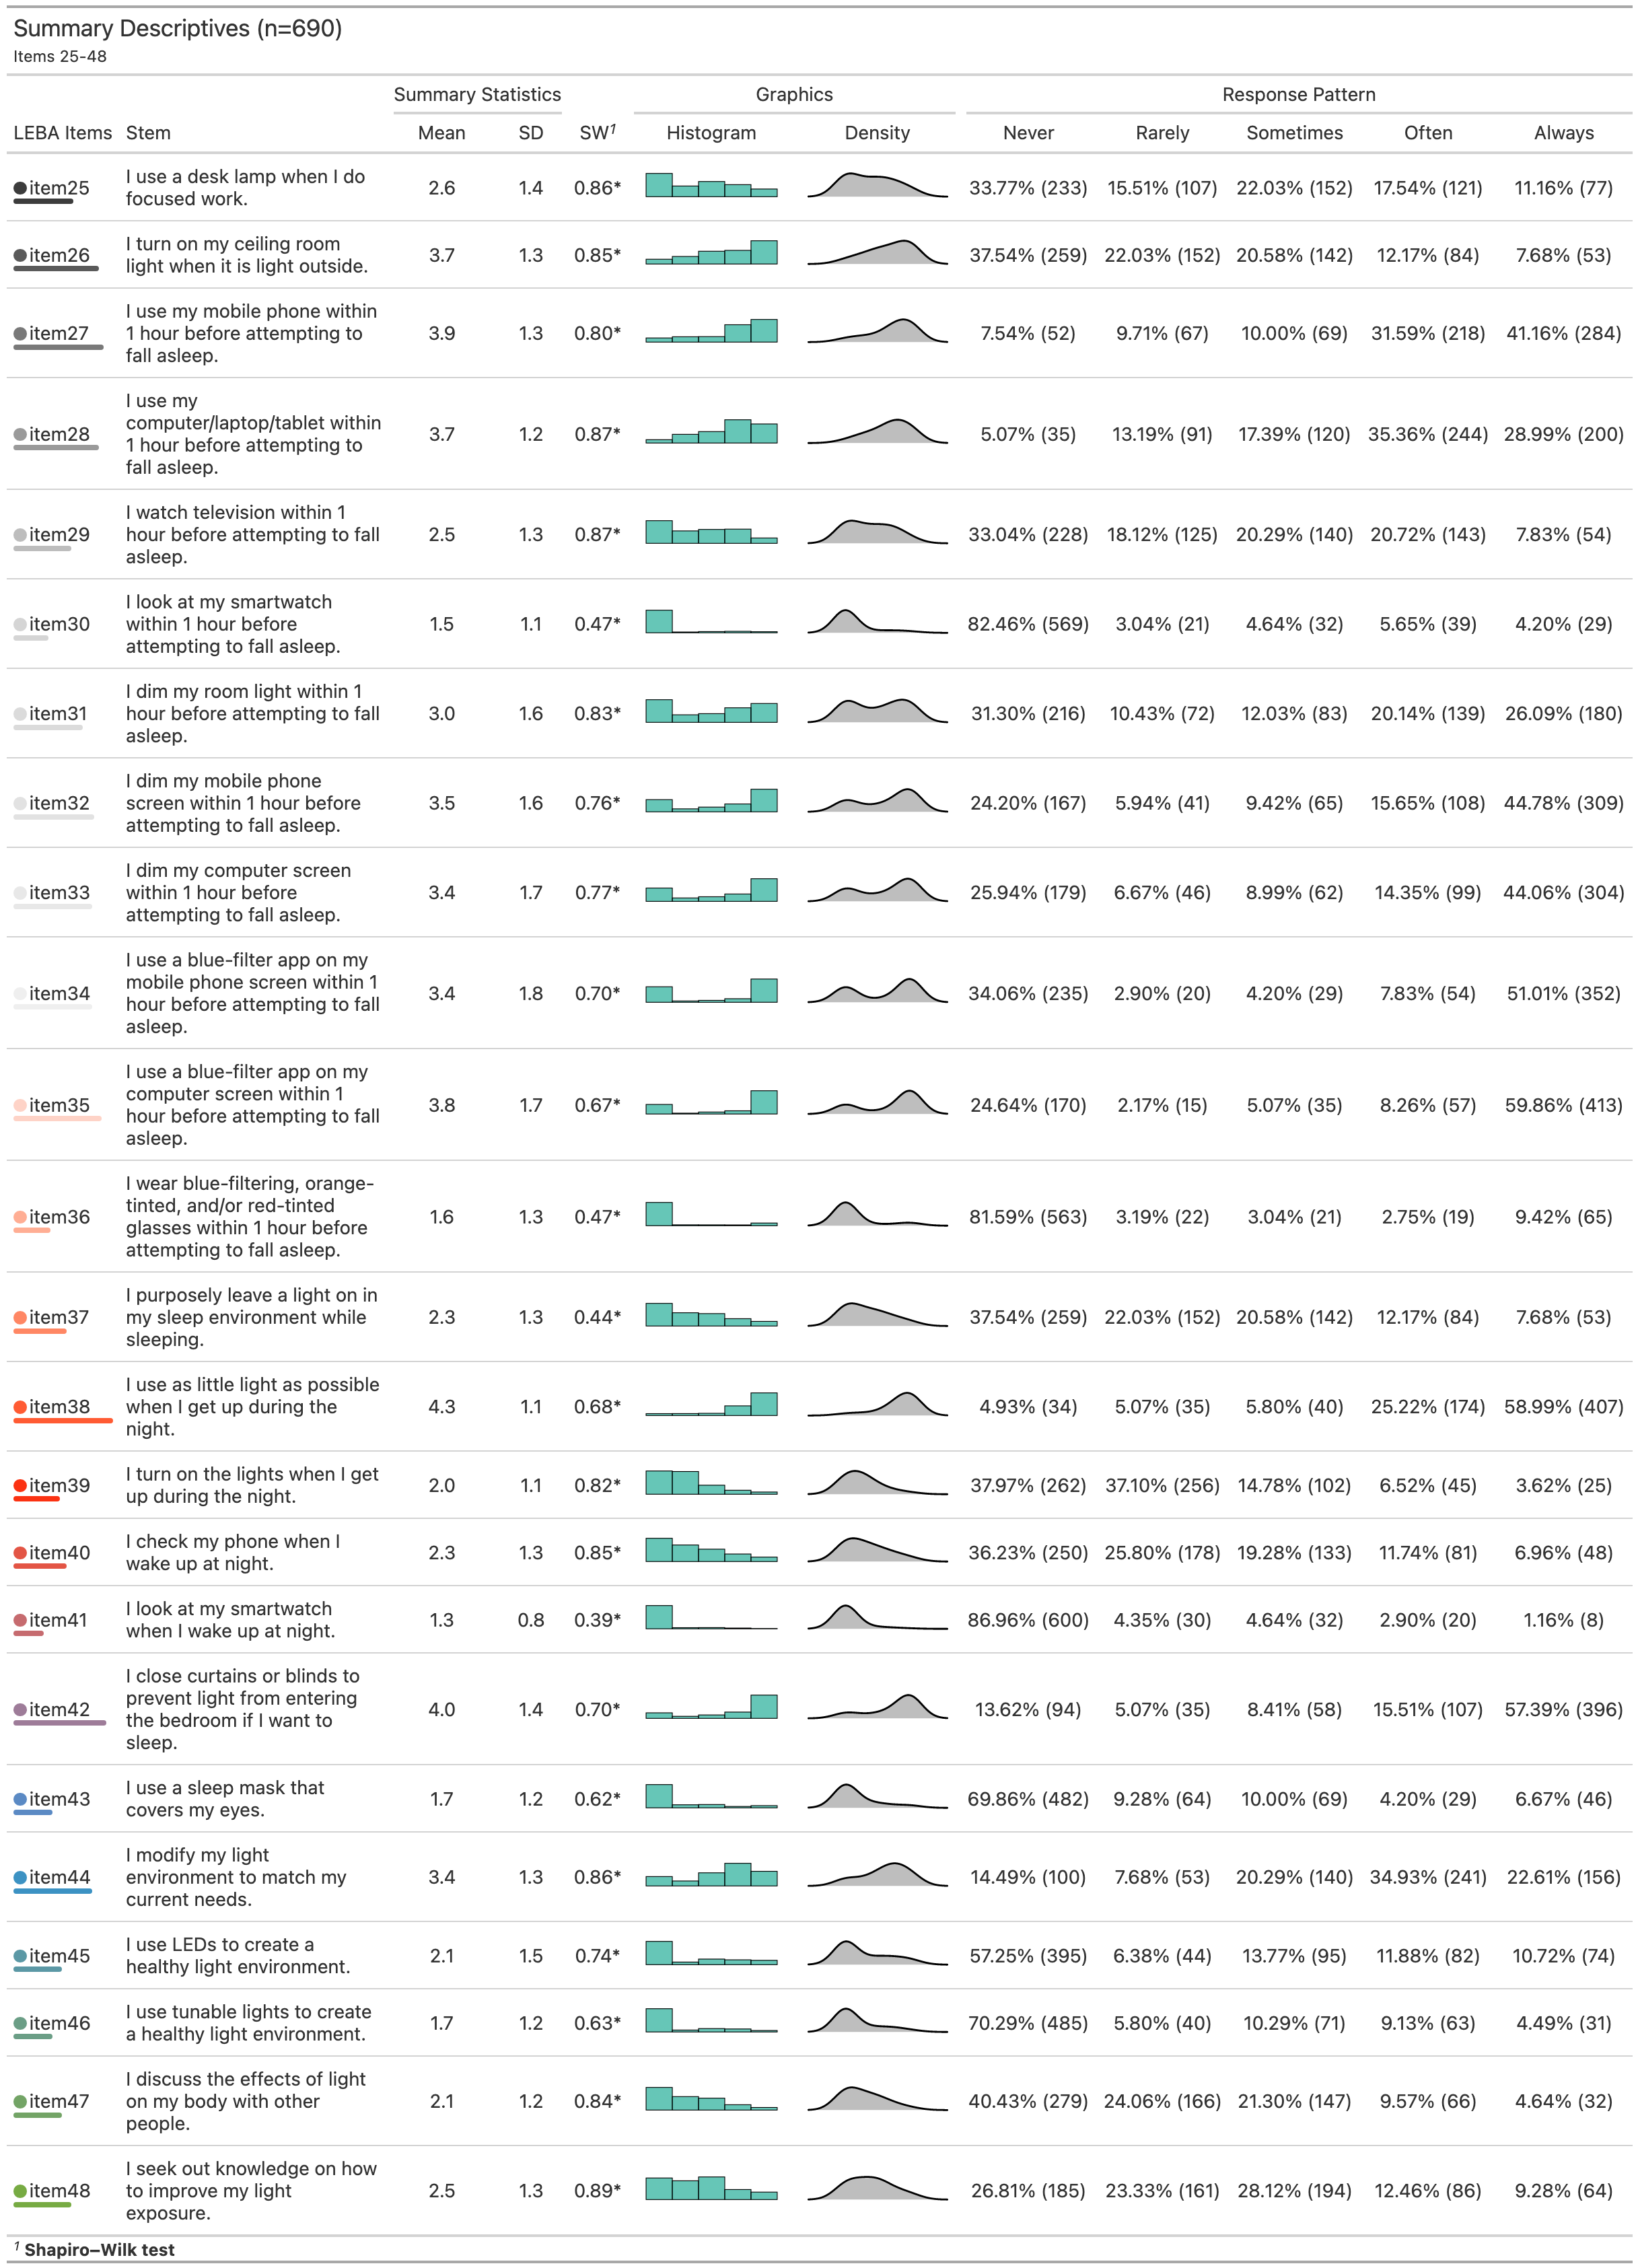 Summary Descriptives (n=690)
Items 25-48
Summary Statistics Graphics Response Pattern
LEBA Items Stem Mean SD SW1 Histogram Density Never Rarely Sometimes Often Always
item25 I use a desk lamp when I do focused work. 2.6 1.4 0.86* 33.77% (233) 15.51% (107) 22.03% (152) 17.54% (121) 11.16% (77)
item26 I turn on my ceiling room light when it is light outside. 3.7 1.3 0.85* 37.54% (259) 22.03% (152) 20.58% (142) 12.17% (84) 7.68% (53)
item27 I use my mobile phone within 1 hour before attempting to fall asleep. 3.9 1.3 0.80* 7.54% (52) 9.71% (67) 10.00% (69) 31.59% (218) 41.16% (284)
item28 I use my computer/laptop/tablet within 1 hour before attempting to fall asleep. 3.7 1.2 0.87* 5.07% (35) 13.19% (91) 17.39% (120) 35.36% (244) 28.99% (200)
item29 I watch television within 1 hour before attempting to fall asleep. 2.5 1.3 0.87* 33.04% (228) 18.12% (125) 20.29% (140) 20.72% (143) 7.83% (54)
item30 I look at my smartwatch within 1 hour before attempting to fall asleep. 1.5 1.1 0.47* 82.46% (569) 3.04% (21) 4.64% (32) 5.65% (39) 4.20% (29)
item31 I dim my room light within 1 hour before attempting to fall asleep. 3.0 1.6 0.83* 31.30% (216) 10.43% (72) 12.03% (83) 20.14% (139) 26.09% (180)
item32 I dim my mobile phone screen within 1 hour before attempting to fall asleep. 3.5 1.6 0.76* 24.20% (167) 5.94% (41) 9.42% (65) 15.65% (108) 44.78% (309)
item33 I dim my computer screen within 1 hour before attempting to fall asleep. 3.4 1.7 0.77* 25.94% (179) 6.67% (46) 8.99% (62) 14.35% (99) 44.06% (304)
item34 I use a blue-filter app on my mobile phone screen within 1 hour before attempting to fall asleep. 3.4 1.8 0.70* 34.06% (235) 2.90% (20) 4.20% (29) 7.83% (54) 51.01% (352)
item35 I use a blue-filter app on my computer screen within 1 hour before attempting to fall asleep. 3.8 1.7 0.67* 24.64% (170) 2.17% (15) 5.07% (35) 8.26% (57) 59.86% (413)
item36 I wear blue-filtering, orange-tinted, and/or red-tinted glasses within 1 hour before attempting to fall asleep. 1.6 1.3 0.47* 81.59% (563) 3.19% (22) 3.04% (21) 2.75% (19) 9.42% (65)
item37 I purposely leave a light on in my sleep environment while sleeping. 2.3 1.3 0.44* 37.54% (259) 22.03% (152) 20.58% (142) 12.17% (84) 7.68% (53)
item38 I use as little light as possible when I get up during the night. 4.3 1.1 0.68* 4.93% (34) 5.07% (35) 5.80% (40) 25.22% (174) 58.99% (407)
item39 I turn on the lights when I get up during the night. 2.0 1.1 0.82* 37.97% (262) 37.10% (256) 14.78% (102) 6.52% (45) 3.62% (25)
item40 I check my phone when I wake up at night. 2.3 1.3 0.85* 36.23% (250) 25.80% (178) 19.28% (133) 11.74% (81) 6.96% (48)
item41 I look at my smartwatch when I wake up at night. 1.3 0.8 0.39* 86.96% (600) 4.35% (30) 4.64% (32) 2.90% (20) 1.16% (8)
item42 I close curtains or blinds to prevent light from entering the bedroom if I want to sleep. 4.0 1.4 0.70* 13.62% (94) 5.07% (35) 8.41% (58) 15.51% (107) 57.39% (396)
item43 I use a sleep mask that covers my eyes. 1.7 1.2 0.62* 69.86% (482) 9.28% (64) 10.00% (69) 4.20% (29) 6.67% (46)
item44 I modify my light environment to match my current needs. 3.4 1.3 0.86* 14.49% (100) 7.68% (53) 20.29% (140) 34.93% (241) 22.61% (156)
item45 I use LEDs to create a healthy light environment. 2.1 1.5 0.74* 57.25% (395) 6.38% (44) 13.77% (95) 11.88% (82) 10.72% (74)
item46 I use tunable lights to create a healthy light environment. 1.7 1.2 0.63* 70.29% (485) 5.80% (40) 10.29% (71) 9.13% (63) 4.49% (31)
item47 I discuss the effects of light on my body with other people. 2.1 1.2 0.84* 40.43% (279) 24.06% (166) 21.30% (147) 9.57% (66) 4.64% (32)
item48 I seek out knowledge on how to improve my light exposure. 2.5 1.3 0.89* 26.81% (185) 23.33% (161) 28.12% (194) 12.46% (86) 9.28% (64)
1 Shapiro–Wilk test